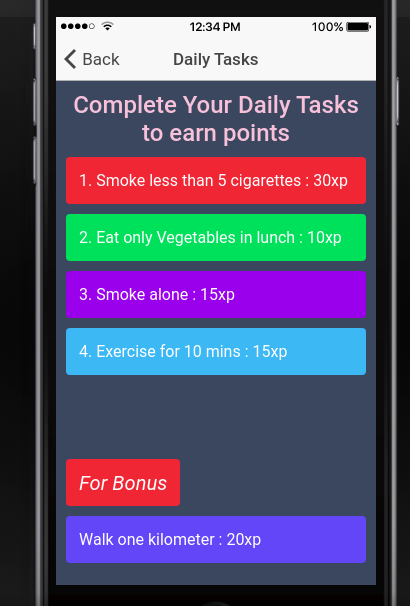 12:34 PM 100%
Back Daily Tasks
Complete Your Daily Tasks
to earn points
1. Smoke less than 5 cigarettes : 30xp
2. Eat only Vegetables in lunch : 10xp
3. Smoke alone : 15xp
4. Exercise for 10 mins : 15xp
For Bonus
Walk one kilometer : 20xp